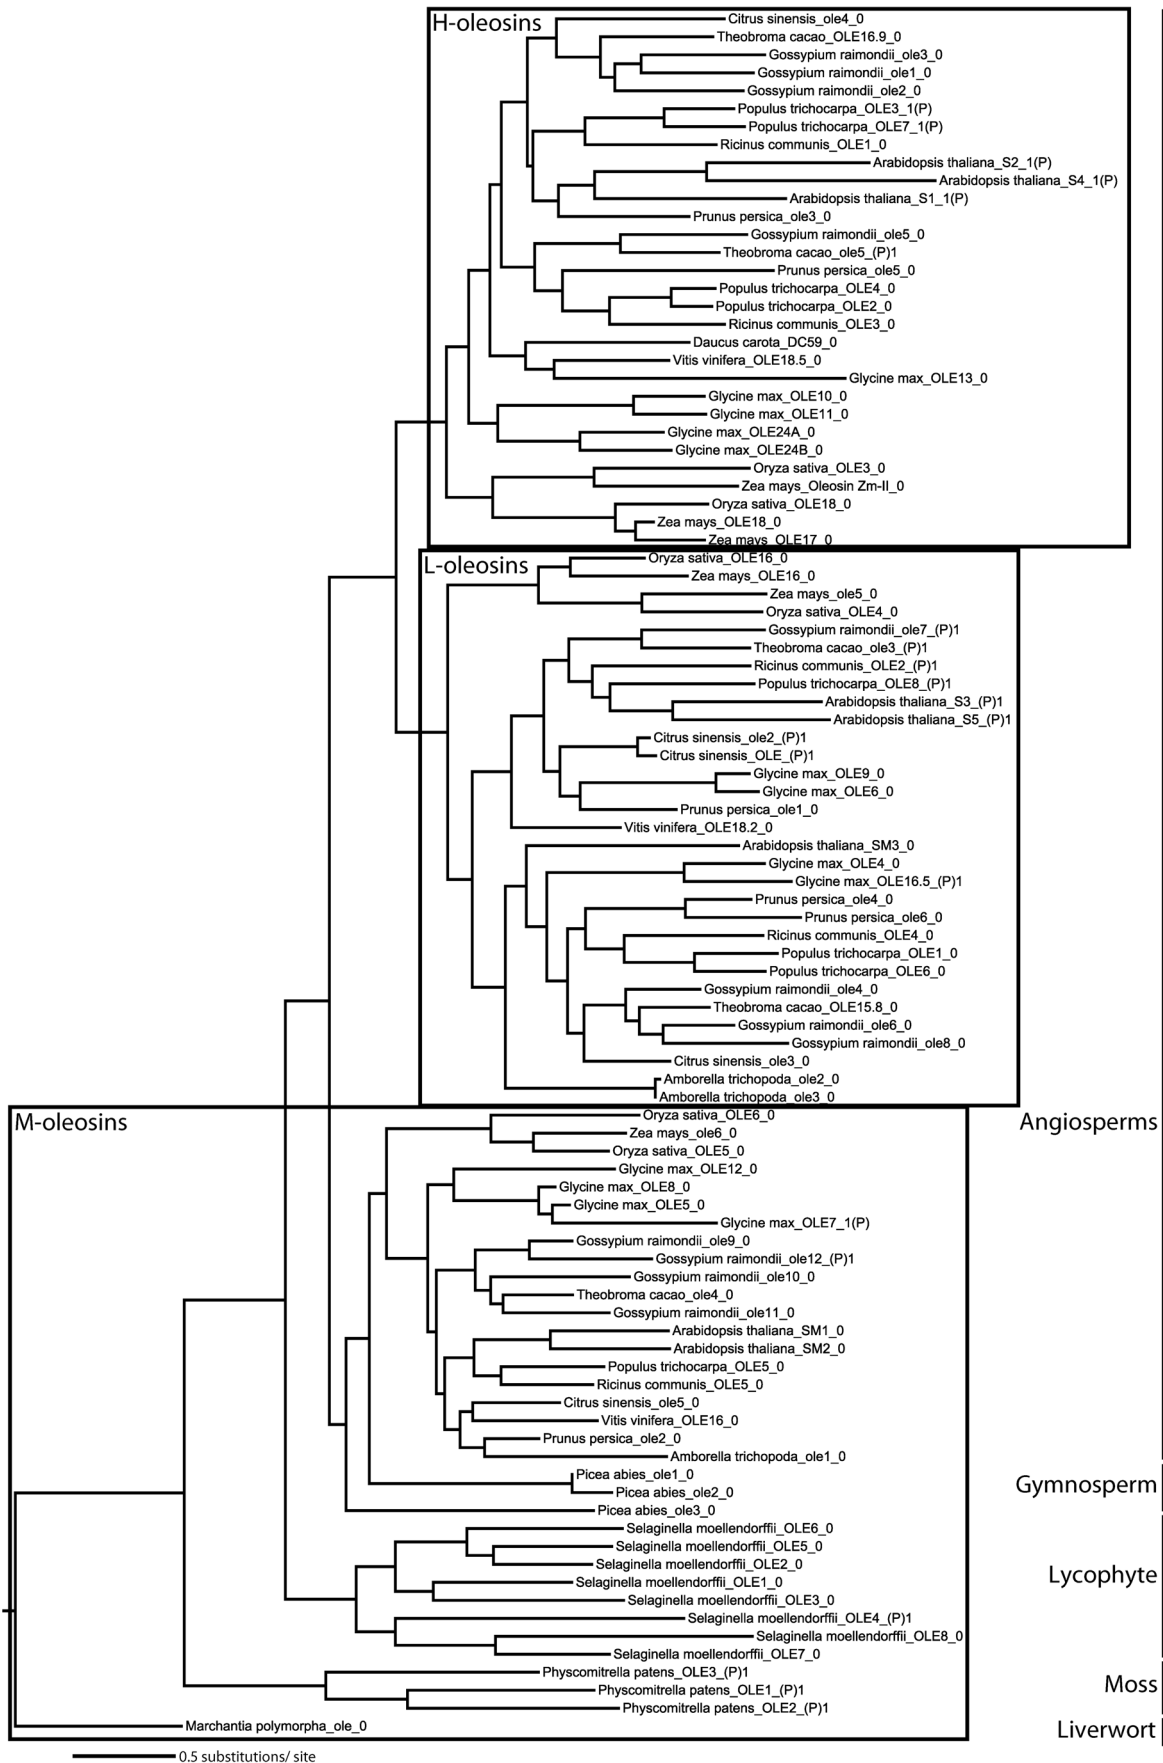 H-oleosins
Citrus sinensis_ole4_0
Theobroma cacao_OLE16.9_0
Gossypium raimondii_ole3_0
Gossypium raimondii_ole1_0
Gossypium raimondii_ole2_0
Populus trichocarpa_OLE3_1(P)
Populus trichocarpa_OLE7_1(P)
Ricinus communis_OLE1_0
Arabidopsis thaliana_S2_1(P)
Arabidopsis thaliana_S4_1(P)
Arabidopsis thaliana_S1_1(P)
Prunus persica_ole3_0
Gossypium raimondii_ole5_0
Theobroma cacao_ole5_(P)1
Prunus persica_ole5_0
Populus trichocarpa_OLE4_0
Populus trichocarpa_OLE2_0
Ricinus communis_OLE3_0
Daucus carota_DC59_0
Vitis vinifera_OLE18.5_0
Glycine max_OLE13_0
Glycine max_OLE10_0
Glycine max_OLE11_0
Glycine max_OLE24A_0
Glycine max_OLE24B_0
Oryza sativa_OLE3_0
Zea mays_Oleosin Zm-II_0
Oryza sativa_OLE18_0
Zea mays_OLE18_0
Zea mays_OLE17_0
L-oleosins
Oryza sativa_OLE16_0
Zea mays_OLE16_0
Zea mays_ole5_0
Oryza sativa_OLE4_0
Gossypium raimondii_ole7_(P)1
Theobroma cacao_ole3_(P)1
Ricinus communis_OLE2_(P)1
Populus trichocarpa_OLE8_(P)1
Arabidopsis thaliana_S3_(P)1
Arabidopsis thaliana_S5_(P)1
Citrus sinensis_ole2_(P)1
Citrus sinensis_OLE_(P)1
Glycine max_OLE9_0
Glycine max_OLE6_0
Prunus persica_ole1_0
Vitis vinifera_OLE18.2_0
Arabidopsis thaliana_SM3_0
Glycine max_OLE4_0
Glycine max_OLE16.5_(P)1
Prunus persica_ole4_0
Prunus persica_ole6_0
Ricinus communis_OLE4_0
Populus trichocarpa_OLE1_0
Populus trichocarpa_OLE6_0
Gossypium raimondii_ole4_0
Theobroma cacao_OLE15.8_0
Gossypium raimondii_ole6_0
Gossypium raimondii_ole8_0
Citrus sinensis_ole3_0
Amborella trichopoda_ole2_0
Amborella trichopoda_ole3_0
M-oleosins
Angiosperms
Oryza sativa_OLE6_0
Zea mays_ole6_0
Oryza sativa_OLE5_0
Glycine max_OLE12_0
Glycine max_OLE8_0
Glycine max_OLE5_0
Glycine max_OLE7_1(P)
Gossypium raimondii_ole9_0
Gossypium raimondii_ole12_(P)1
Gossypium raimondii_ole10_0
Theobroma cacao_ole4_0
Gossypium raimondii_ole11_0
Arabidopsis thaliana_SM1_0
Arabidopsis thaliana_SM2_0
Populus trichocarpa_OLE5_0
Ricinus communis_OLE5_0
Citrus sinensis_ole5_0
Vitis vinifera_OLE16_0
Prunus persica_ole2_0
Amborella trichopoda_ole1_0
Picea abies_ole1_0
Gymnosperm
Picea abies_ole2_0
Picea abies_ole3_0
Selaginella moellendorffii_OLE6_0
Selaginella moellendorffii_OLE5_0
Selaginella moellendorffii_OLE2_0
Lycophyte
Selaginella moellendorffii_OLE1_0
Selaginella moellendorffii_OLE3_0
Selaginella moellendorffii_OLE4_(P)1
Selaginella moellendorffii_OLE8_0
Selaginella moellendorffii_OLE7_0
Physcomitrella patens_OLE3_(P)1
Moss
Physcomitrella patens_OLE1_(P)1
Physcomitrella patens_OLE2_(P)1
Marchantia polymorpha_ole_0
Liverwort
0.5 substitutions/ site